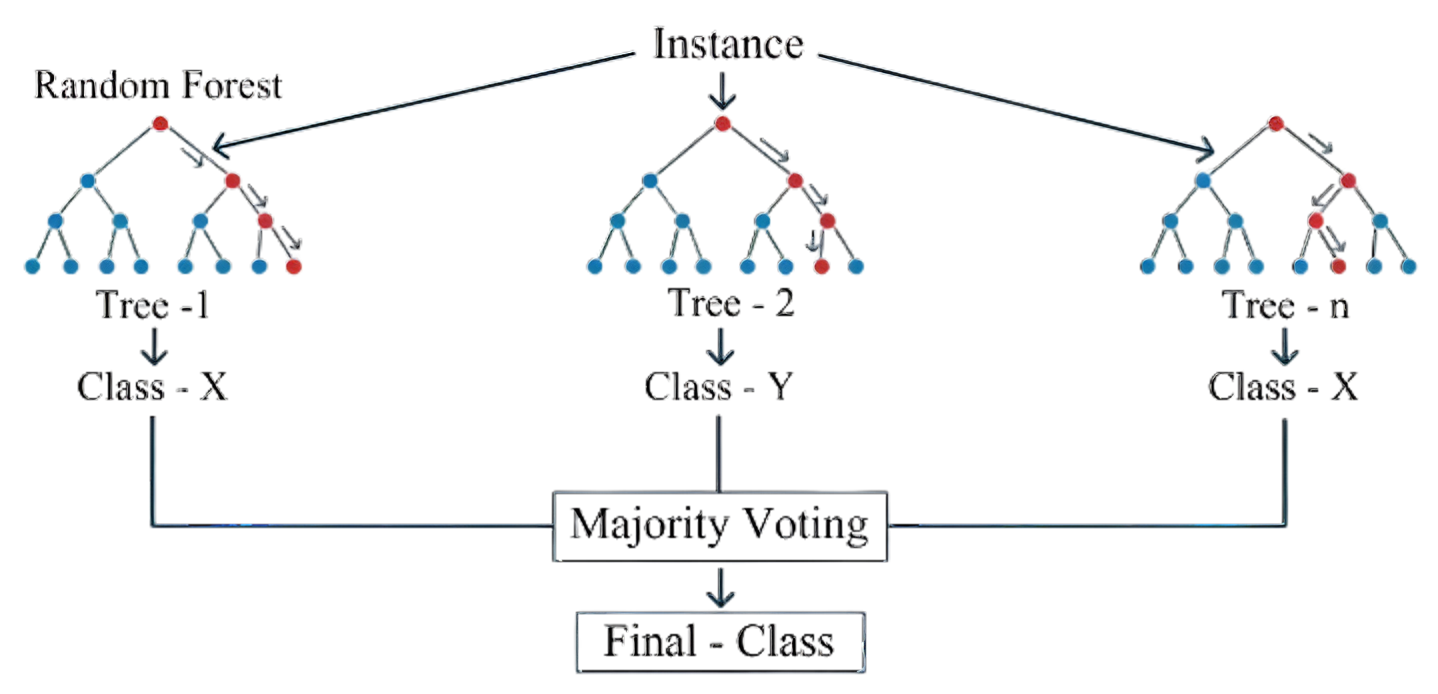 Instance
Random Forest
Tree -1
Tree - 2
Tree - n
Class - X
Class - Y
Class - X
Majority Voting
Final - Class